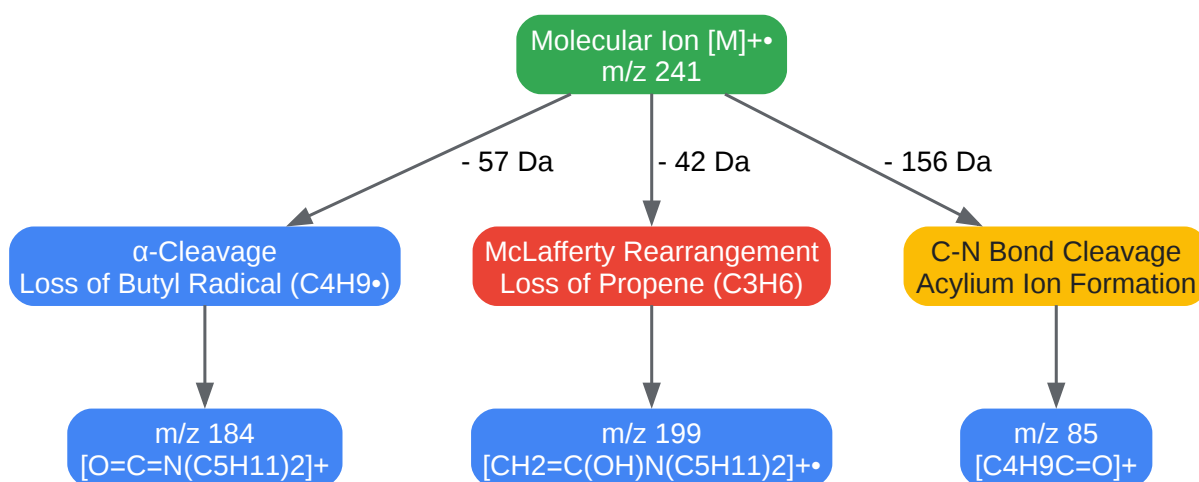 Molecular Ion [M]+•
m/z 241
- 57 Da
- 42 Da
- 156 Da
α-Cleavage
Loss of Butyl Radical (C4H9•)
McLafferty Rearrangement
Loss of Propene (C3H6)
C-N Bond Cleavage
Acylium Ion Formation
m/z 184
[O=C=N(C5H11)2]+
m/z 199
[CH2=C(OH)N(C5H11)2]+•
m/z 85
[C4H9C=O]+